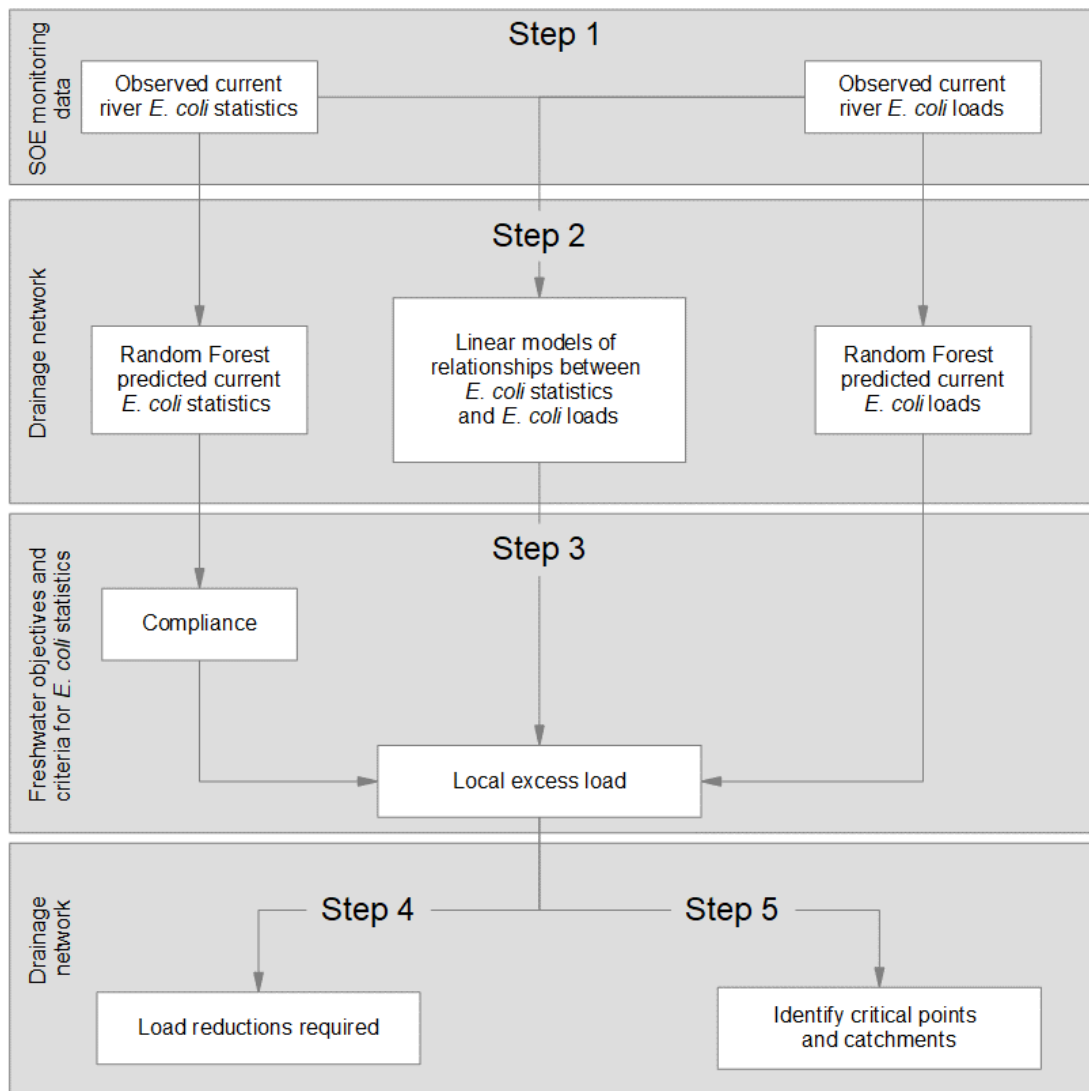 Step 1
SOE monitoring
data
Observed current
river E. coli statistics
Observed current
river E. coli loads
Step 2
Drainage network
Random Forest
predicted current
E. coli statistics
Linear models of
relationships between
E. coli statistics
and E. coli loads
Random Forest
predicted current
E. coli loads
Step 3
Freshwater objectives and
criteria for E. coli statistics
Compliance
Local excess load
Drainage
network
Step 4
Step 5
Load reductions required
Identify critical points
and catchments